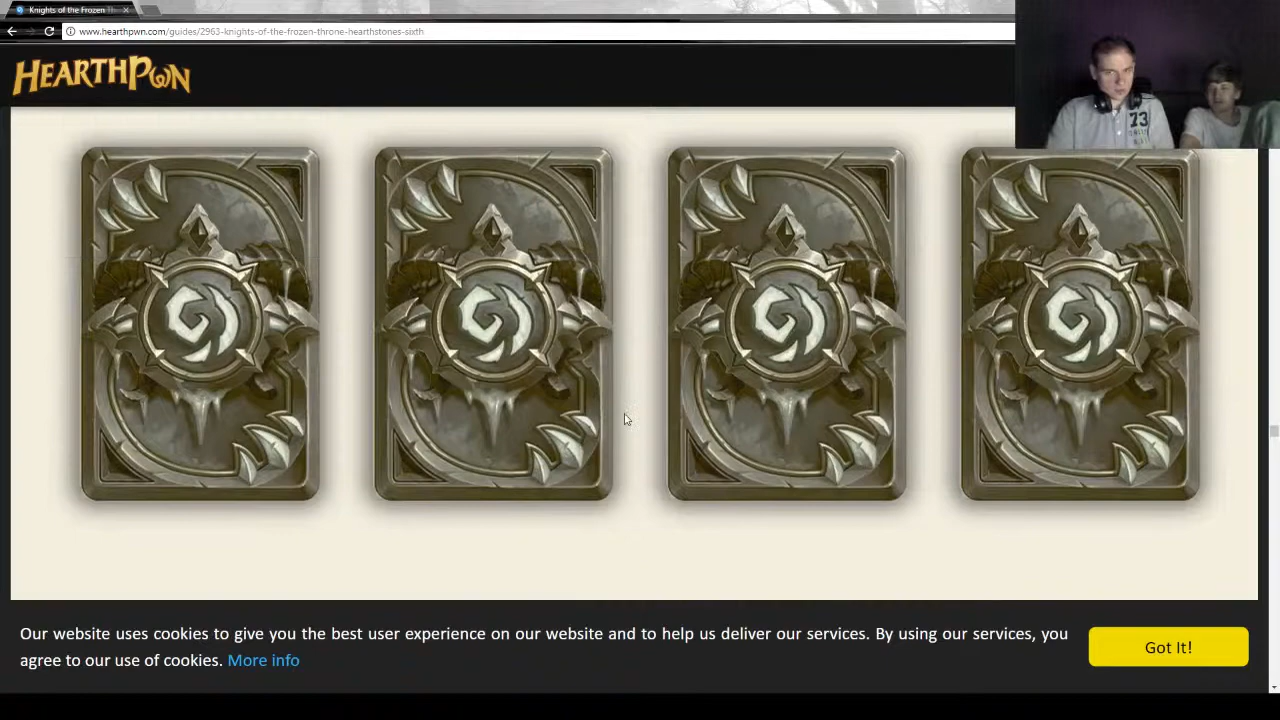 Knights of the Frozen Th
www.hearthpwn.com/guides/2963-knights-of-the-frozen-throne-hearthstones-sixth
HEARTHPWN
73
Our website uses cookies to give you the best user experience on our website and to help us deliver our services. By using our services, you
agree to our use of cookies. More info
Got It!